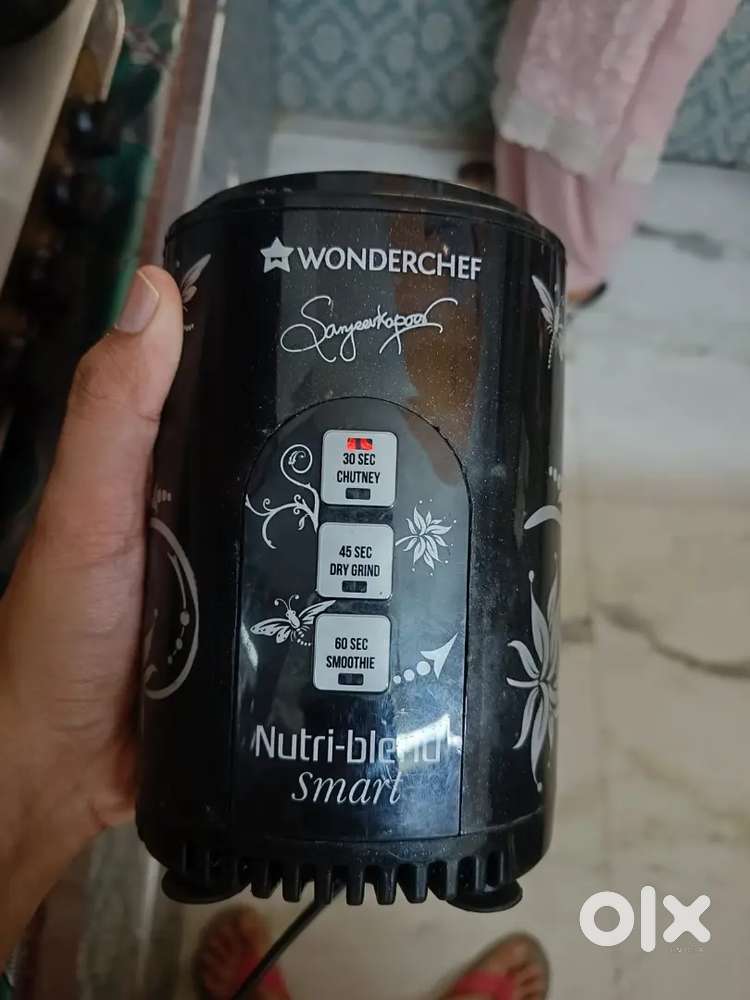 WONDERCHEF
Sanjeev Kapoor
30 SEC
CHUTNEY
45 SEC
DRY GRIND
60 SEC
SMOOTHIE
Nutri-blend
smart
olx